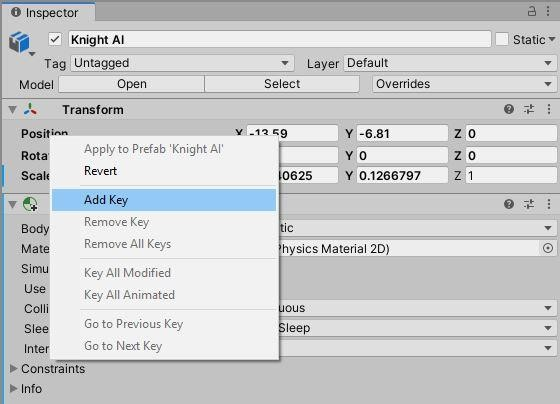 Inspector
Knight AI
Static
Tag Untagged Layer Default
Model Open Select Overrides
Transform
Position X -13.59 Y -6.81 Z 0
Apply to Prefab 'Knight AI'
Rotat Y 0 Z 0
Revert
Scale 40625 Y 0.1266797 Z 1
Add Key
Body tic
Remove Key
Mate Physics Material 2D)
Remove All Keys
Simu
Key All Modified
Use
Key All Animated
Colli uous
Go to Previous Key
Slee Sleep
Go to Next Key
Inter
Constraints
Info